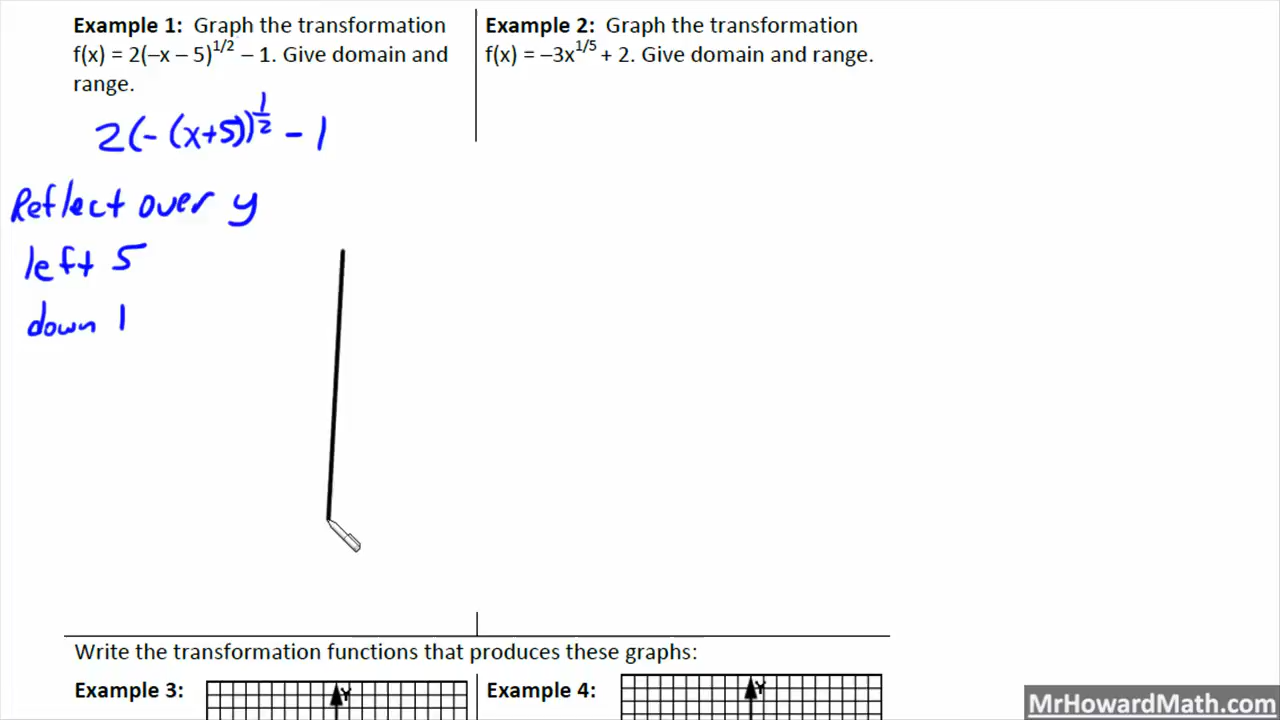 Example 1: Graph the transformation
f(x) = 2(–x – 5)^1/2 – 1. Give domain and
range.
2(-(x+5))^1/2 - 1
Reflect over y
left 5
down 1
Example 2: Graph the transformation
f(x) = –3x^1/5 + 2. Give domain and range.
Write the transformation functions that produces these graphs:
Example 3:
Y
Example 4:
Y
MrHowardMath.com